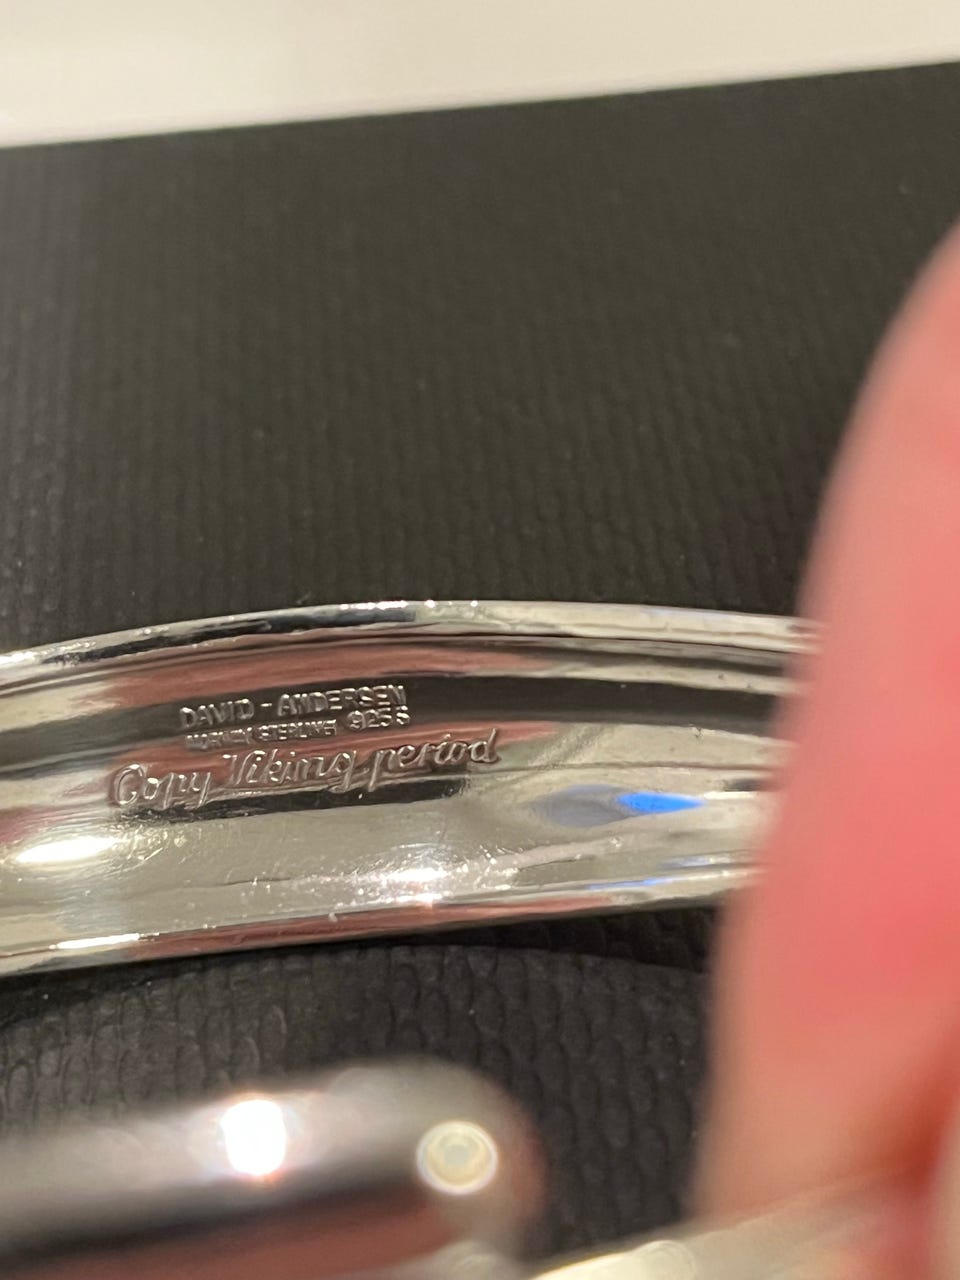 DAVID-ANDERSEN
NORWAY STERLING 925 S
Copy Viking period